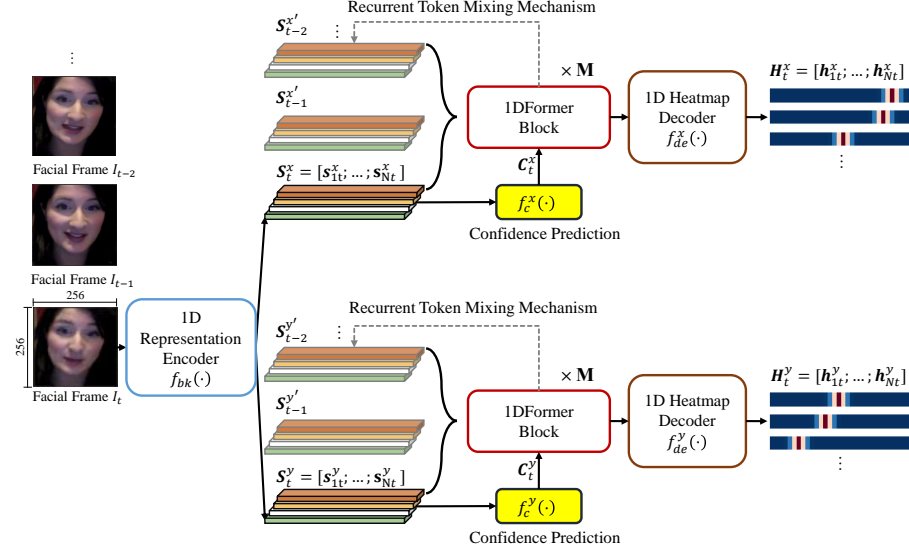 Recurrent Token Mixing Mechanism
S^{x'}_{t-2}
⋮
⋮
× M
H^x_t = [h^x_{1t}; … ; h^x_{Nt}]
S^{x'}_{t-1}
1DFormer
Block
1D Heatmap
Decoder
f^x_{de}(·)
Facial Frame I_{t-2}
S^x_t = [s^x_{1t}; … ; s^x_{Nt}]
C^x_t
⋮
f^x_c(·)
Confidence Prediction
Facial Frame I_{t-1}
256
256
1D
Representation
Encoder
f_{bk}(·)
Facial Frame I_t
Recurrent Token Mixing Mechanism
S^{y'}_{t-2}
⋮
× M
H^y_t = [h^y_{1t}; … ; h^y_{Nt}]
S^{y'}_{t-1}
1DFormer
Block
1D Heatmap
Decoder
f^y_{de}(·)
S^y_t = [s^y_{1t}; … ; s^y_{Nt}]
C^y_t
⋮
f^y_c(·)
Confidence Prediction